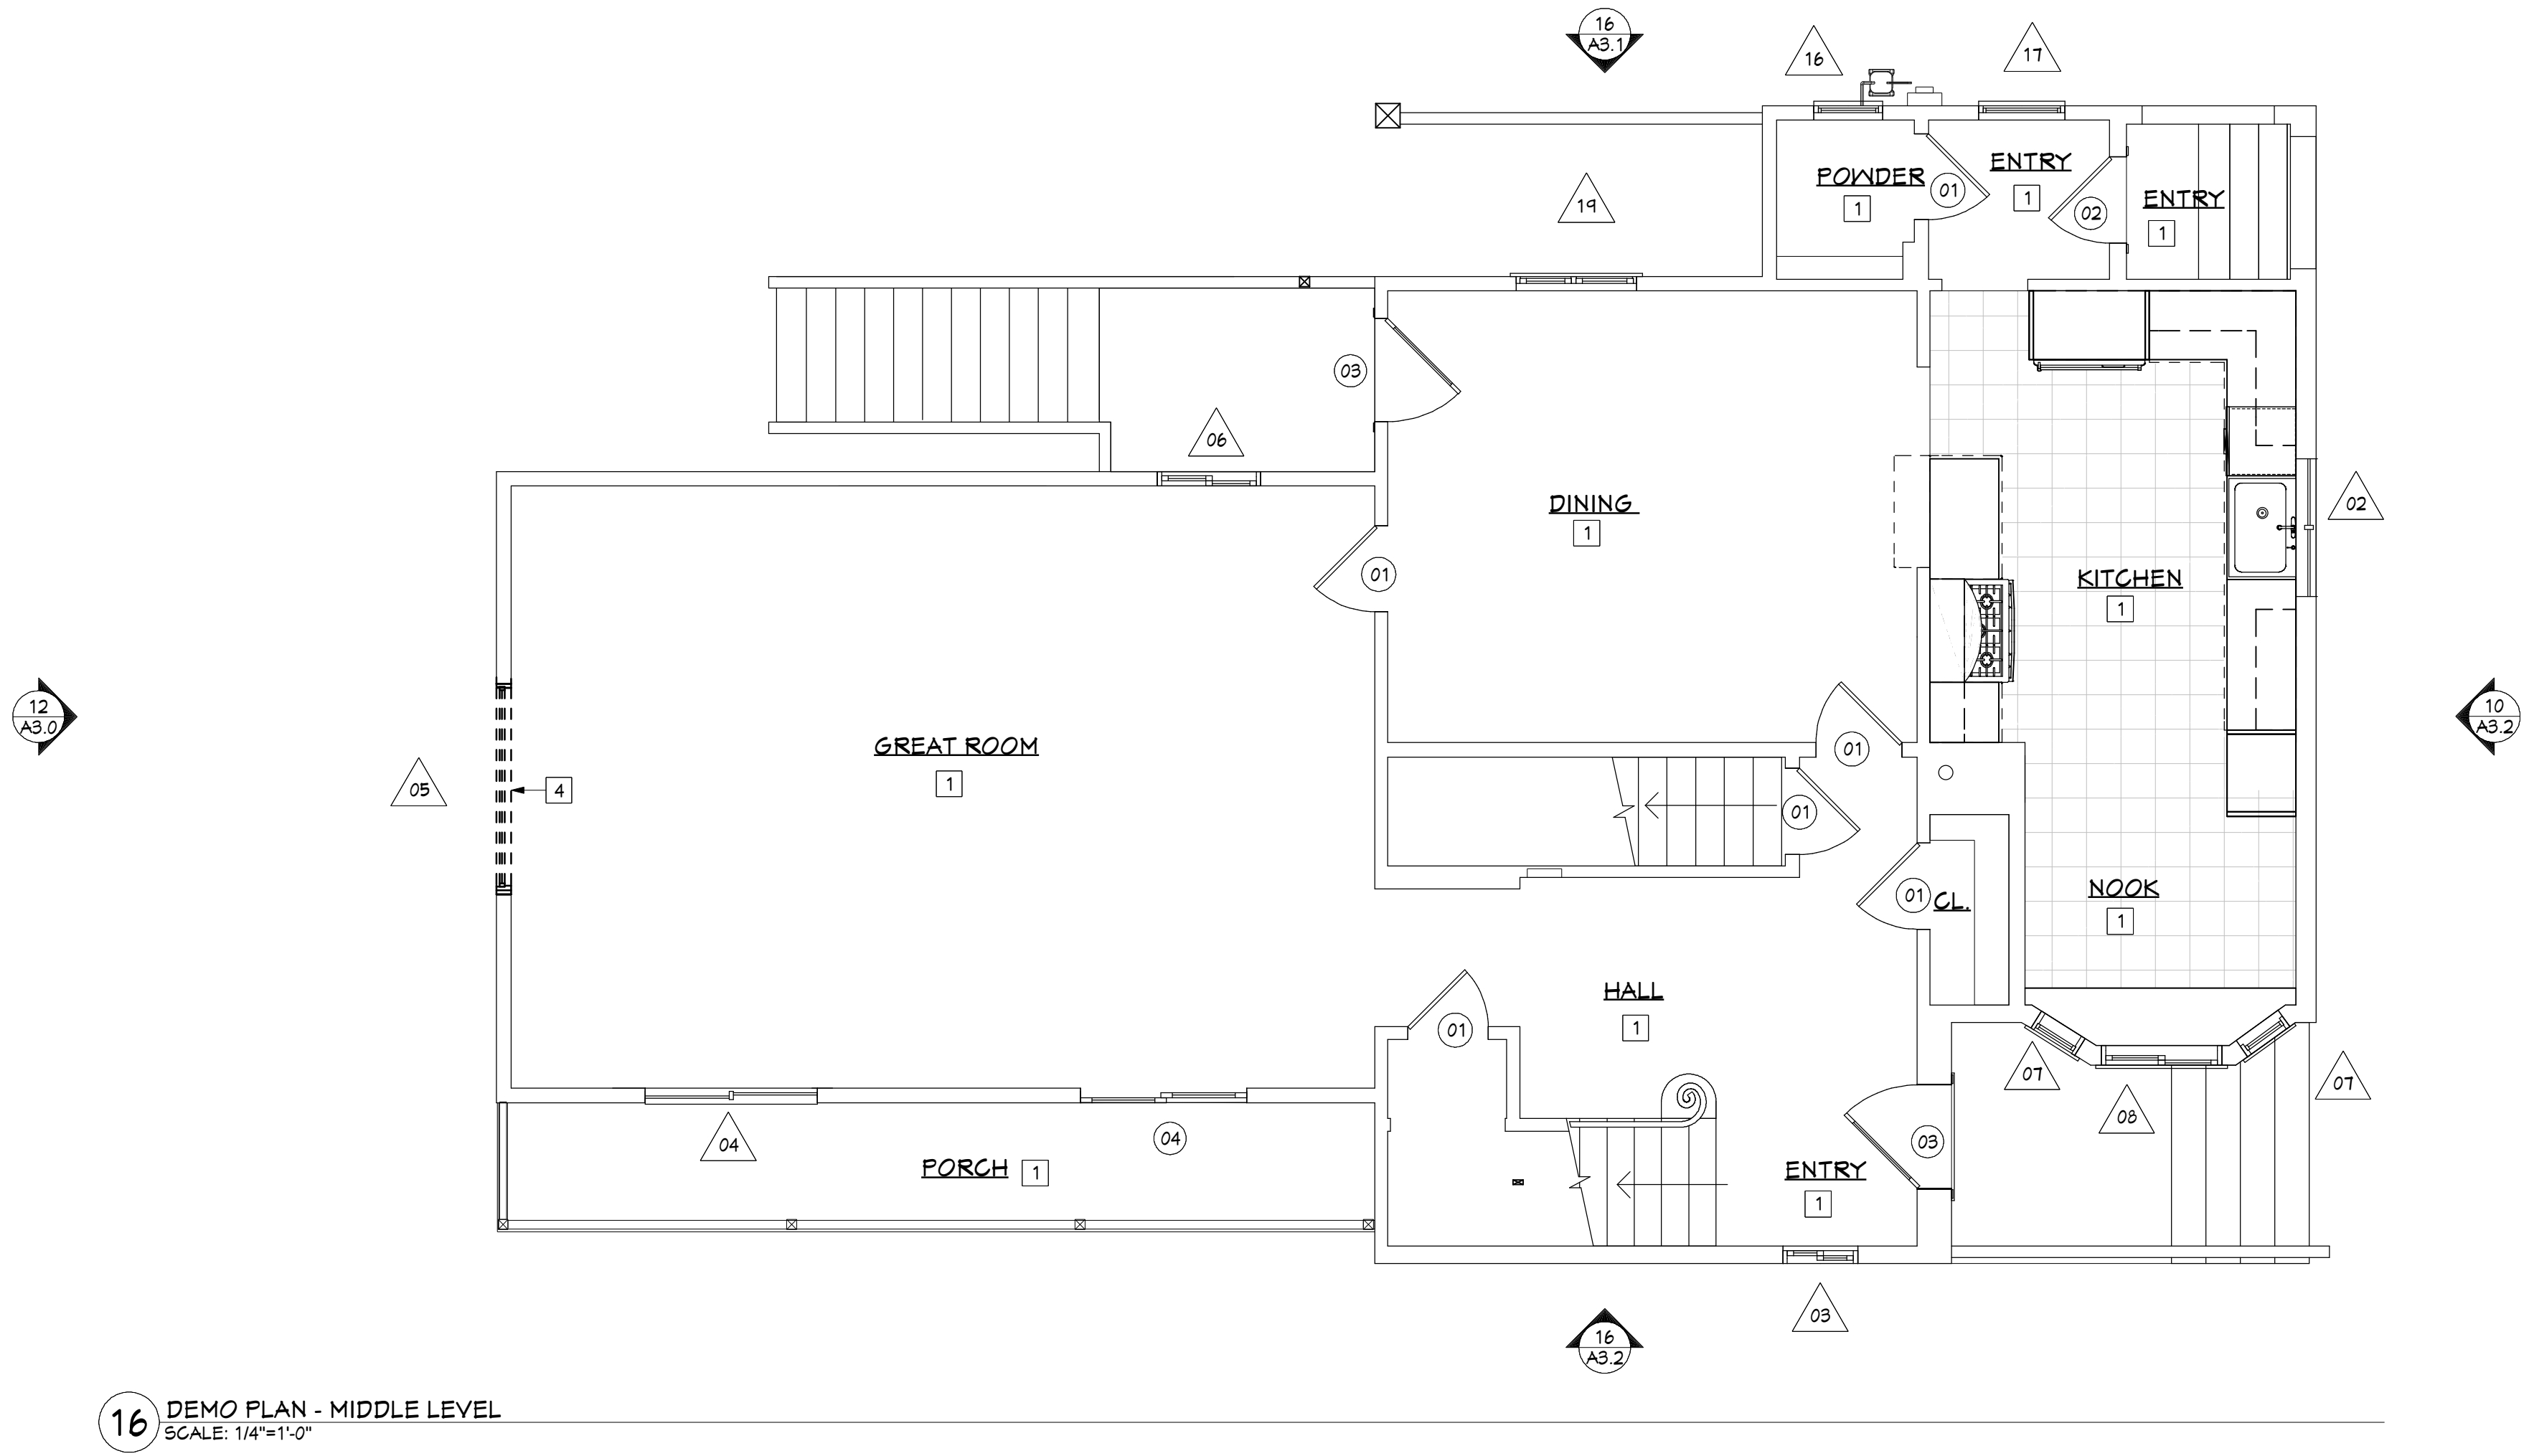 16
A3.1
16
17
POWDER
1
01
ENTRY
1
02
ENTRY
1
19
03
06
DINING
1
02
01
KITCHEN
1
12
A3.0
10
A3.2
GREAT ROOM
1
05
4
01
01
01
CL.
NOOK
1
HALL
1
01
07
07
08
04
04
03
PORCH
1
ENTRY
1
03
16
A3.2
16
DEMO PLAN - MIDDLE LEVEL
SCALE: 1/4"=1'-0"